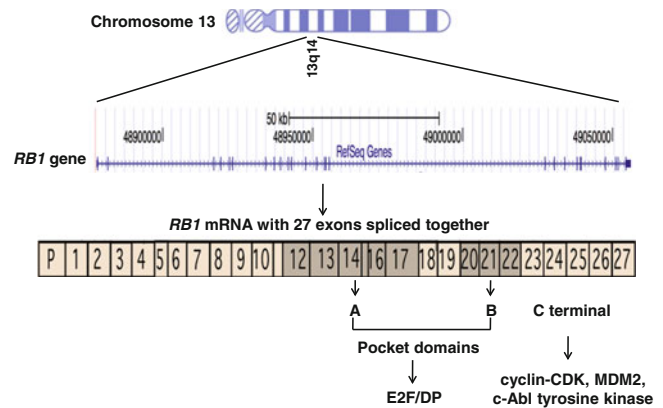 Chromosome 13
13q14
50 kb
48900000 48950000 49000000 49050000
RefSeq Genes
RB1 gene
RB1 mRNA with 27 exons spliced together
P 1 2 3 4 5 6 7 8 9 10 12 13 14 16 17 18 19 20 21 22 23 24 25 26 27
A B C terminal
Pocket domains
E2F/DP
cyclin-CDK, MDM2,
c-Abl tyrosine kinase